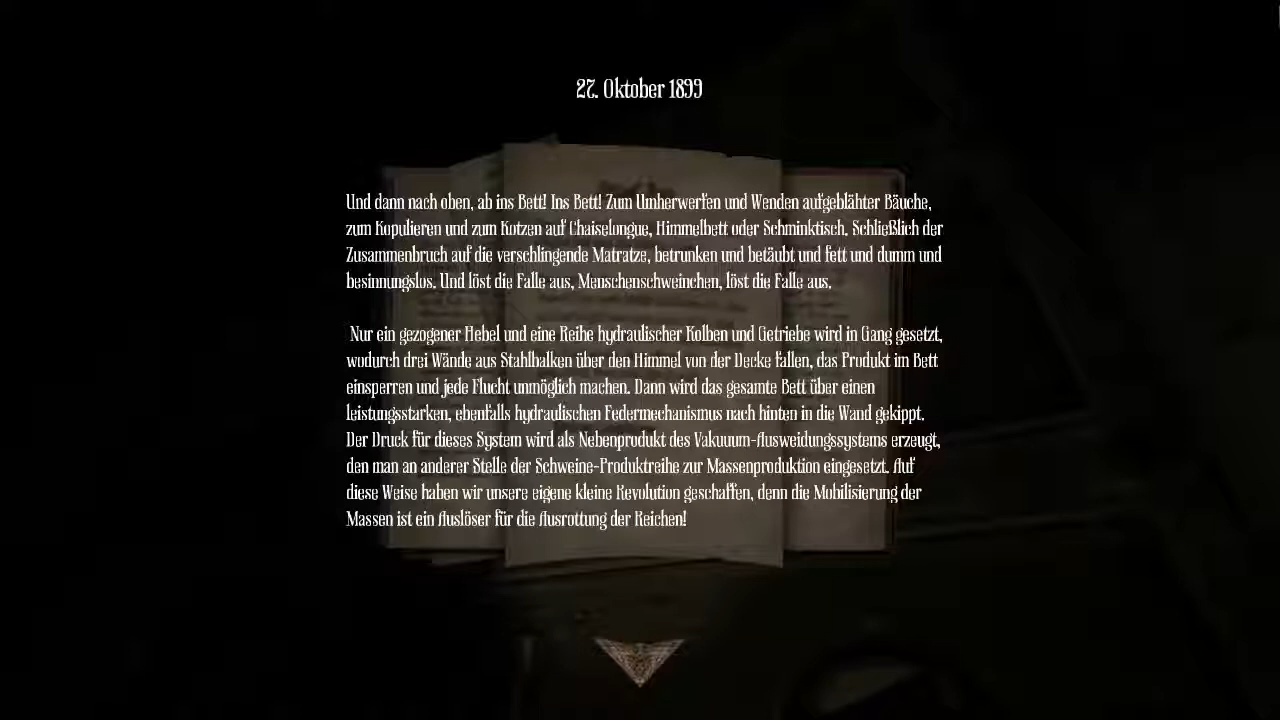 27. Oktober 1899
Und dann nach oben, ab ins Bett! Ins Bett! Zum Umherwerfen und Wenden aufgeblähter Bäuche,
zum Kopulieren und zum Kotzen auf Chaiselongue, Himmelbett oder Schminktisch. Schließlich der
Zusammenbruch auf die verschlingende Matratze, betrunken und betäubt und fett und dumm und
besinnungslos. Und löst die Falle aus, Menschenschweinchen, löst die Falle aus.
Nur ein gezogener Hebel und eine Reihe hydraulischer Kolben und Getriebe wird in Gang gesetzt,
wodurch drei Wände aus Stahlbalken über den Himmel von der Decke fallen, das Produkt im Bett
einsperren und jede Flucht unmöglich machen. Dann wird das gesamte Bett über einen
leistungsstarken, ebenfalls hydraulischen Federmechanismus nach hinten in die Wand gekippt.
Der Druck für dieses System wird als Nebenprodukt des Vakuum-Ausweidungssystems erzeugt,
den man an anderer Stelle der Schweine-Produktreihe zur Massenproduktion eingesetzt. Auf
diese Weise haben wir unsere eigene kleine Revolution geschaffen, denn die Mobilisierung der
Massen ist ein Auslöser für die Ausrottung der Reichen!